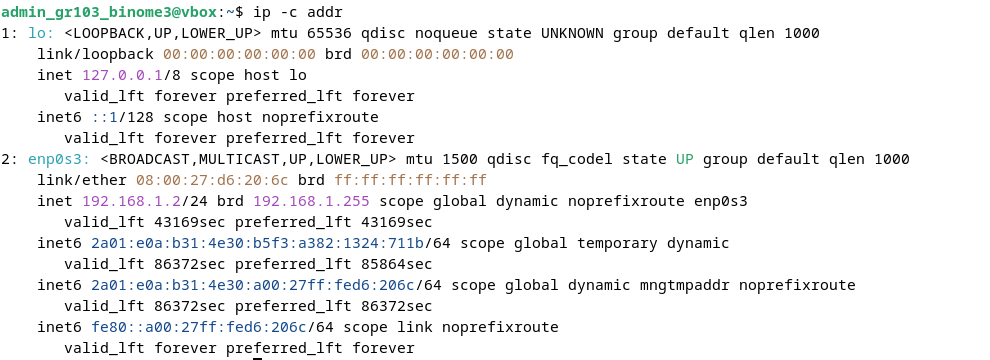 admin_gr103_binome3@vbox:~$ ip -c addr
1: lo: <LOOPBACK,UP,LOWER_UP> mtu 65536 qdisc noqueue state UNKNOWN group default qlen 1000
    link/loopback 00:00:00:00:00:00 brd 00:00:00:00:00:00
    inet 127.0.0.1/8 scope host lo
       valid_lft forever preferred_lft forever
    inet6 ::1/128 scope host noprefixroute
       valid_lft forever preferred_lft forever
2: enp0s3: <BROADCAST,MULTICAST,UP,LOWER_UP> mtu 1500 qdisc fq_codel state UP group default qlen 1000
    link/ether 08:00:27:d6:20:6c brd ff:ff:ff:ff:ff:ff
    inet 192.168.1.2/24 brd 192.168.1.255 scope global dynamic noprefixroute enp0s3
       valid_lft 43169sec preferred_lft 43169sec
    inet6 2a01:e0a:b31:4e30:b5f3:a382:1324:711b/64 scope global temporary dynamic
       valid_lft 86372sec preferred_lft 85864sec
    inet6 2a01:e0a:b31:4e30:a00:27ff:fed6:206c/64 scope global dynamic mngtmpaddr noprefixroute
       valid_lft 86372sec preferred_lft 86372sec
    inet6 fe80::a00:27ff:fed6:206c/64 scope link noprefixroute
       valid_lft forever preferred_lft forever